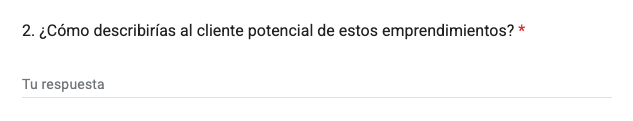 2. ¿Cómo describirías al cliente potencial de estos emprendimientos? *
Tu respuesta